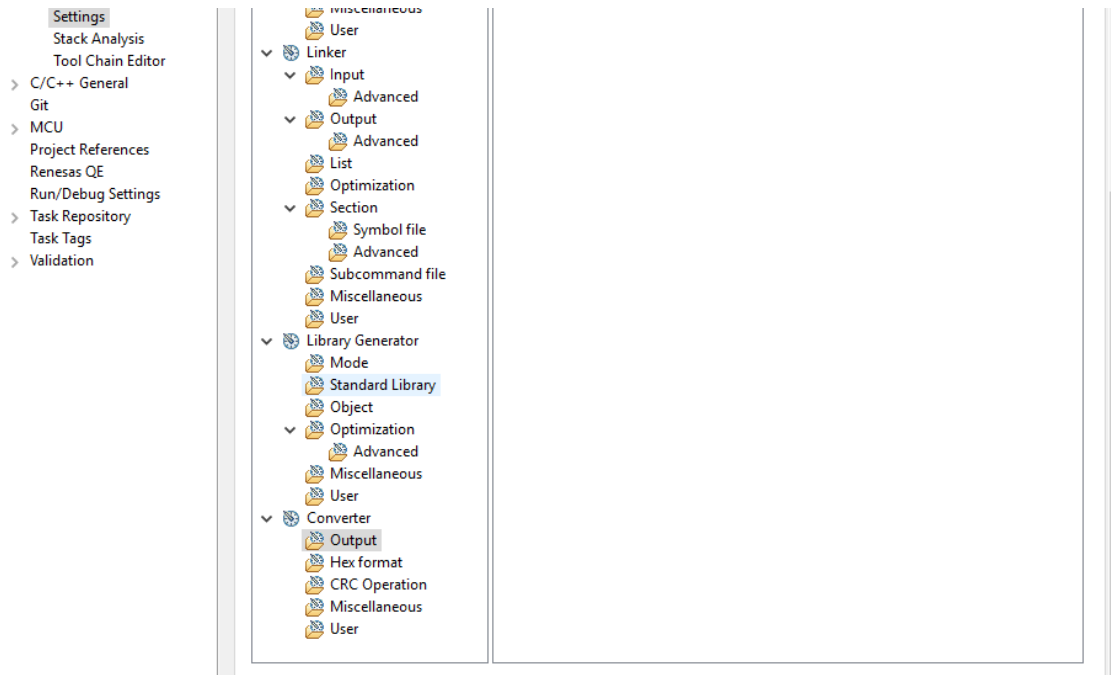 Settings
Stack Analysis
Tool Chain Editor
C/C++ General
Git
MCU
Project References
Renesas QE
Run/Debug Settings
Task Repository
Task Tags
Validation
Miscellaneous
User
Linker
Input
Advanced
Output
Advanced
List
Optimization
Section
Symbol file
Advanced
Subcommand file
Miscellaneous
User
Library Generator
Mode
Standard Library
Object
Optimization
Advanced
Miscellaneous
User
Converter
Output
Hex format
CRC Operation
Miscellaneous
User